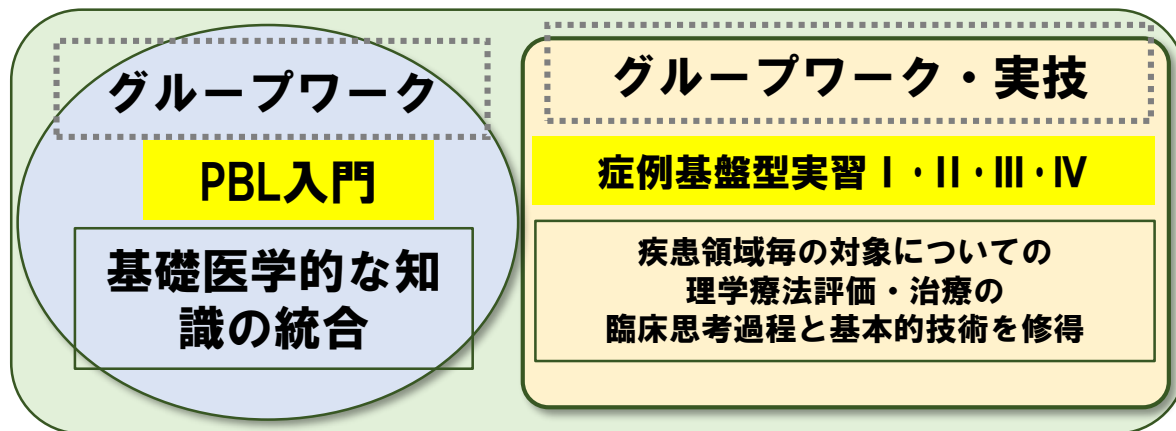 グループワーク
PBL入門
基礎医学的な知
識の統合
グループワーク・実技
症例基盤型実習Ⅰ・Ⅱ・Ⅲ・Ⅳ
疾患領域毎の対象についての
理学療法評価・治療の
臨床思考過程と基本的技術を修得